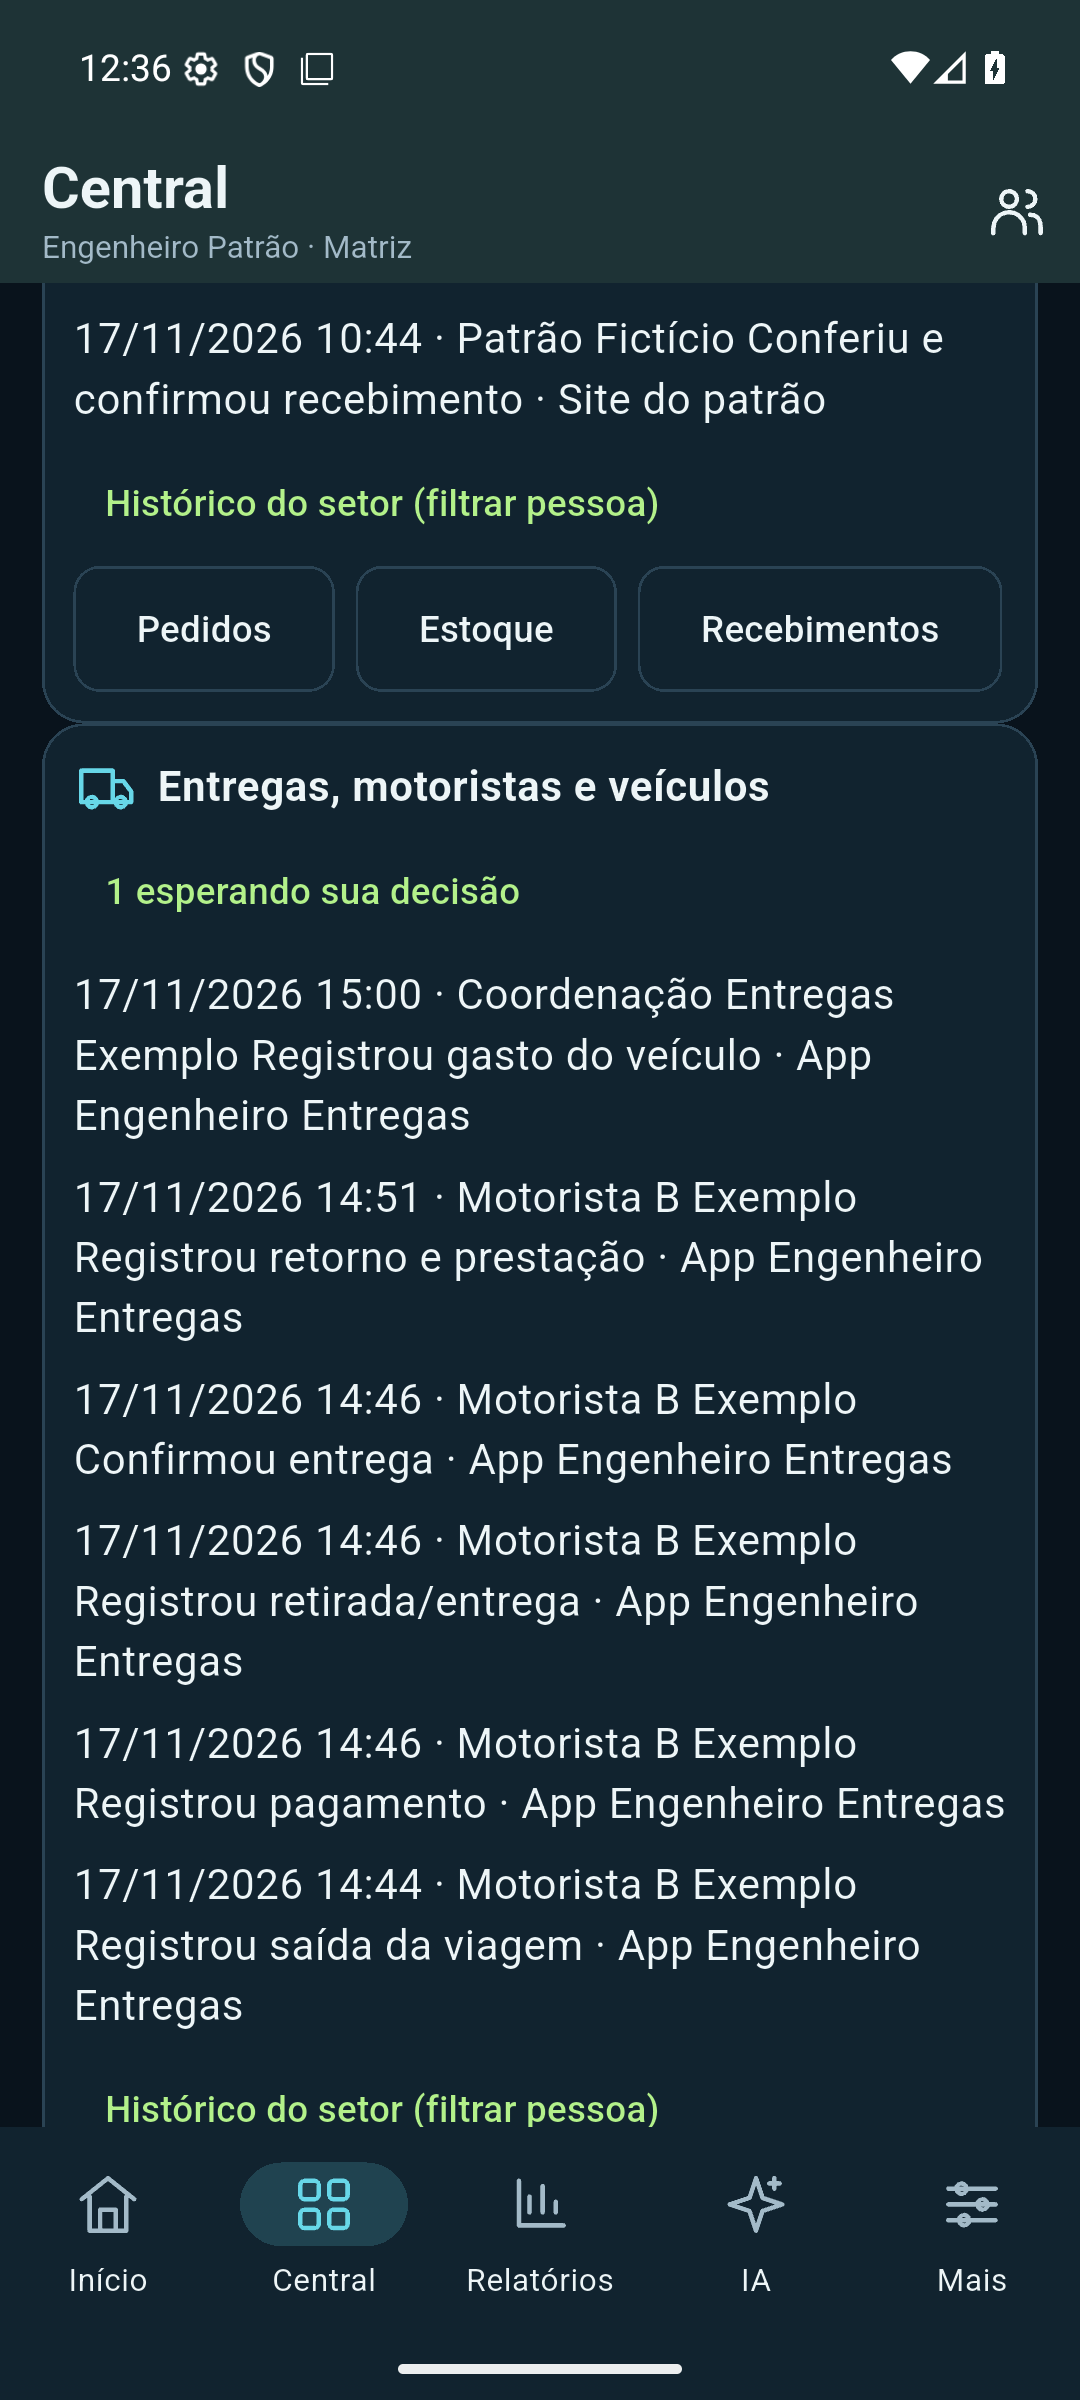 12:36
Central
Engenheiro Patrão · Matriz
17/11/2026 10:44 · Patrão Fictício Conferiu e
confirmou recebimento · Site do patrão
Histórico do setor (filtrar pessoa)
Pedidos
Estoque
Recebimentos
Entregas, motoristas e veículos
1 esperando sua decisão
17/11/2026 15:00 · Coordenação Entregas
Exemplo Registrou gasto do veículo · App
Engenheiro Entregas
17/11/2026 14:51 · Motorista B Exemplo
Registrou retorno e prestação · App Engenheiro
Entregas
17/11/2026 14:46 · Motorista B Exemplo
Confirmou entrega · App Engenheiro Entregas
17/11/2026 14:46 · Motorista B Exemplo
Registrou retirada/entrega · App Engenheiro
Entregas
17/11/2026 14:46 · Motorista B Exemplo
Registrou pagamento · App Engenheiro Entregas
17/11/2026 14:44 · Motorista B Exemplo
Registrou saída da viagem · App Engenheiro
Entregas
Histórico do setor (filtrar pessoa)
Início
Central
Relatórios
IA
Mais